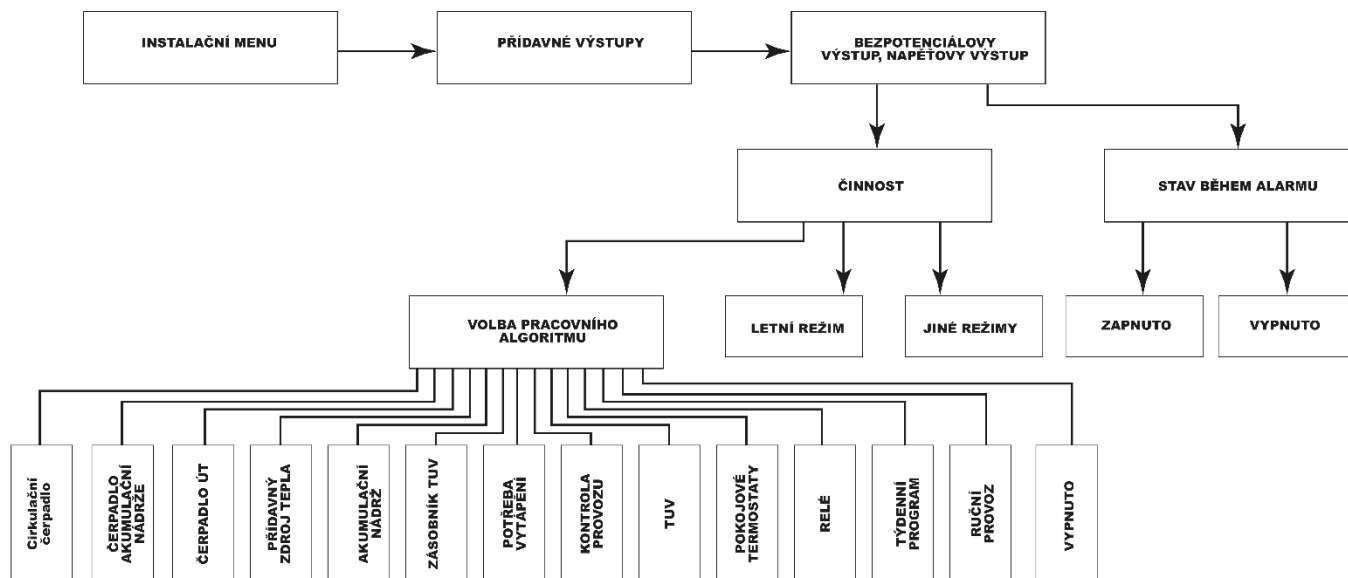 INSTALAČNÍ MENU
PŘÍDAVNÉ VÝSTUPY
BEZPOTENCIÁLOVY
VÝSTUP, NAPĚŤOVY VÝSTUP
ČINNOST
STAV BĚHEM ALARMU
VOLBA PRACOVNÍHO
ALGORITMU
LETNÍ REŽIM
JINÉ REŽIMY
ZAPNUTO
VYPNUTO
Cirkulační
čerpadlo
ČERPADLO
AKUMULAČNÍ
NÁDRŽE
ČERPADLO ÚT
PŘÍDAVNÝ
ZDROJ TEPLA
AKUMULAČNÍ
NÁDRŽ
ZÁSOBNÍK TUV
POTŘEBA
VYTÁPĚNÍ
KONTROLA
PROVOZU
TUV
POKOJOVÉ
TERMOSTATY
RELÉ
TÝDENNÍ
PROGRAM
RUČNÍ
PROVOZ
VYPNUTO